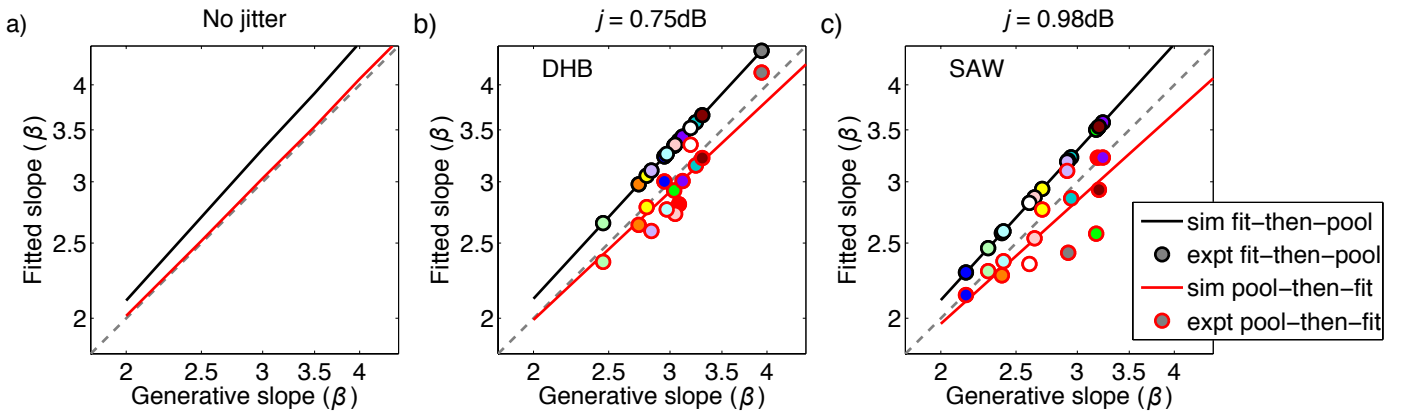 a)
No jitter
Fitted slope (β)
4
3.5
3
2.5
2
2 2.5 3 3.5 4
Generative slope (β)
b)
j = 0.75dB
DHB
Fitted slope (β)
4
3.5
3
2.5
2
2 2.5 3 3.5 4
Generative slope (β)
c)
j = 0.98dB
SAW
Fitted slope (β)
4
3.5
3
2.5
2
2 2.5 3 3.5 4
Generative slope (β)
sim fit−then−pool
expt fit−then−pool
sim pool−then−fit
expt pool−then−fit